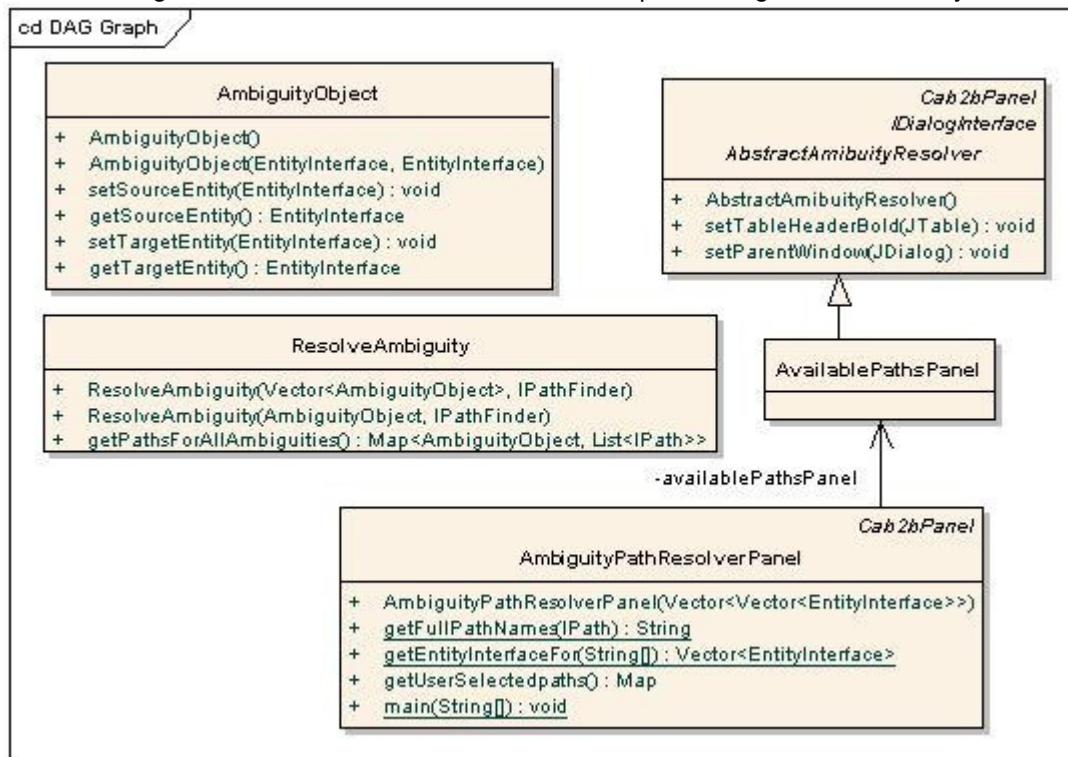 cd DAG Graph
AmbiguityObject
+ AmbiguityObject()
+ AmbiguityObject(EntityInterface, EntityInterface)
+ setSourceEntity(EntityInterface) : void
+ getSourceEntity() : EntityInterface
+ setTargetEntity(EntityInterface) : void
+ getTargetEntity() : EntityInterface
Cab2bPanel
IDialogInterface
AbstractAmibuityResolver
+ AbstractAmibuityResolver()
+ setTableHeaderBold(JTable) : void
+ setParentWindow(JDialog) : void
ResolveAmbiguity
+ ResolveAmbiguity(Vector<AmbiguityObject>, IPathFinder)
+ ResolveAmbiguity(AmbiguityObject, IPathFinder)
+ getPathsForAllAmbiguities() : Map<AmbiguityObject, List<IPath>>
AvailablePathsPanel
-availablePathsPanel
Cab2bPanel
AmbiguityPathResolverPanel
+ AmbiguityPathResolverPanel(Vector<Vector<EntityInterface>>)
+ getFullPathNames(IPath) : String
+ getEntityInterfaceFor(String[]) : Vector<EntityInterface>
+ getUserSelectedpaths() : Map
+ main(String[]) : void